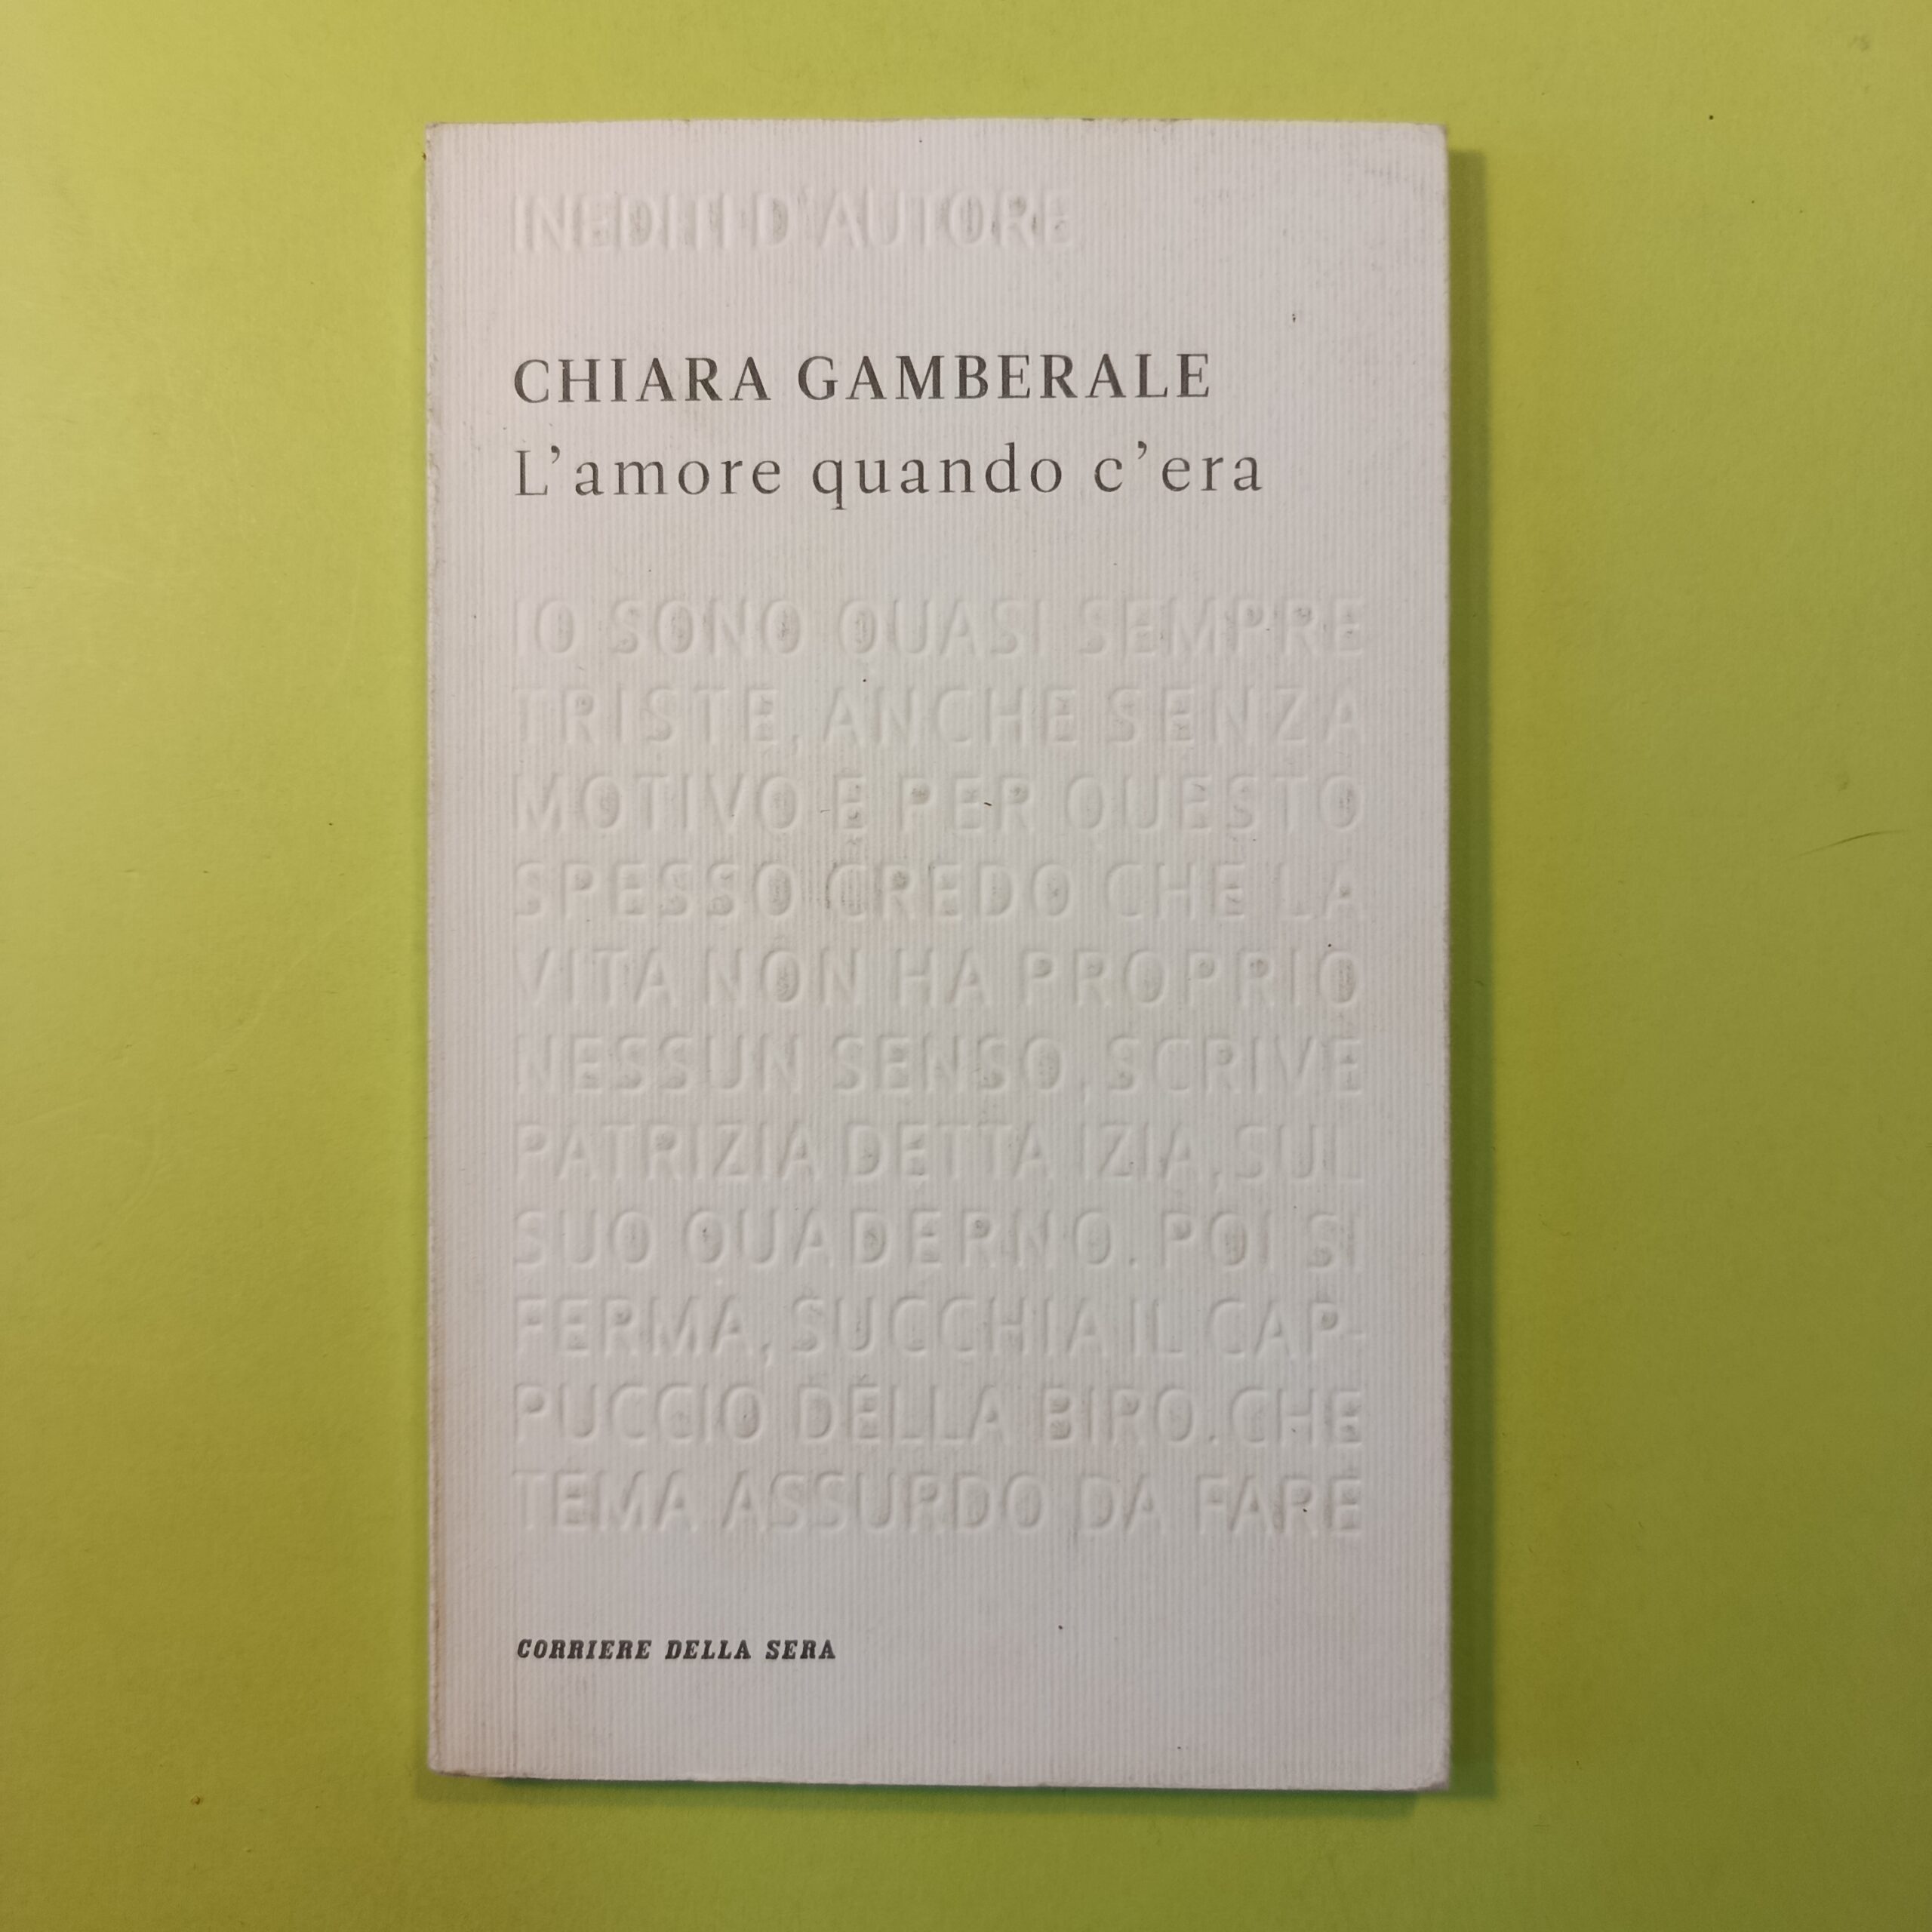 INEDITI D'AUTORE
CHIARA GAMBERALE
L'amore quando c'era
IO SONO QUASI SEMPRE
TRISTE, ANCHE SENZA
MOTIVO E PER QUESTO
SPESSO CREDO CHE LA
VITA NON HA PROPRIO
NESSUN SENSO, SCRIVE
PATRIZIA DETTA IZIA, SUL
SUO QUADERNO. POI SI
FERMA, SUCCHIA IL CAP-
PUCCIO DELLA BIRO. CHE
TEMA ASSURDO DA FARE
CORRIERE DELLA SERA